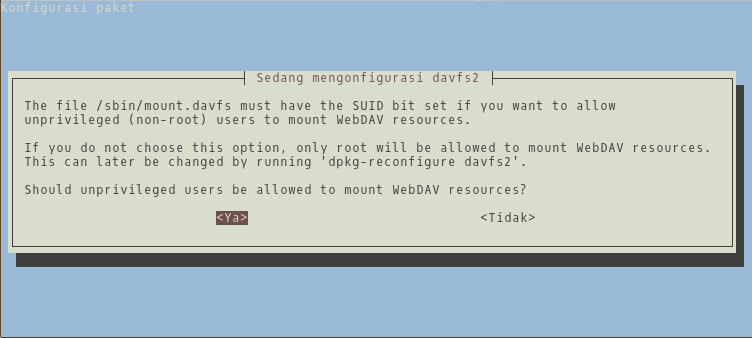 Konfigurasi paket
Sedang mengonfigurasi davfs2
The file /sbin/mount.davfs must have the SUID bit set if you want to allow
unprivileged (non-root) users to mount WebDAV resources.
If you do not choose this option, only root will be allowed to mount WebDAV resources.
This can later be changed by running 'dpkg-reconfigure davfs2'.
Should unprivileged users be allowed to mount WebDAV resources?
<Ya> <Tidak>